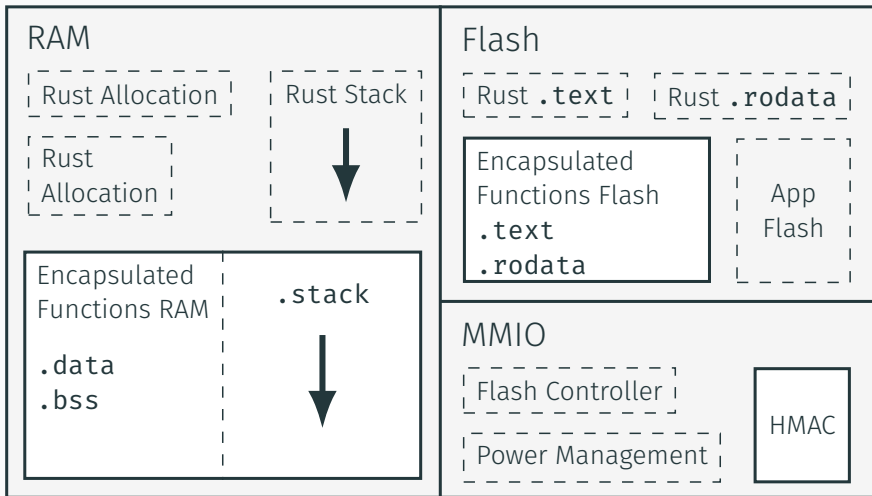 RAM
Rust Allocation
Rust
Allocation
Rust Stack
Encapsulated
Functions RAM
.data
.bss
.stack
Flash
Rust .text
Rust .rodata
Encapsulated
Functions Flash
.text
.rodata
App
Flash
MMIO
Flash Controller
Power Management
HMAC